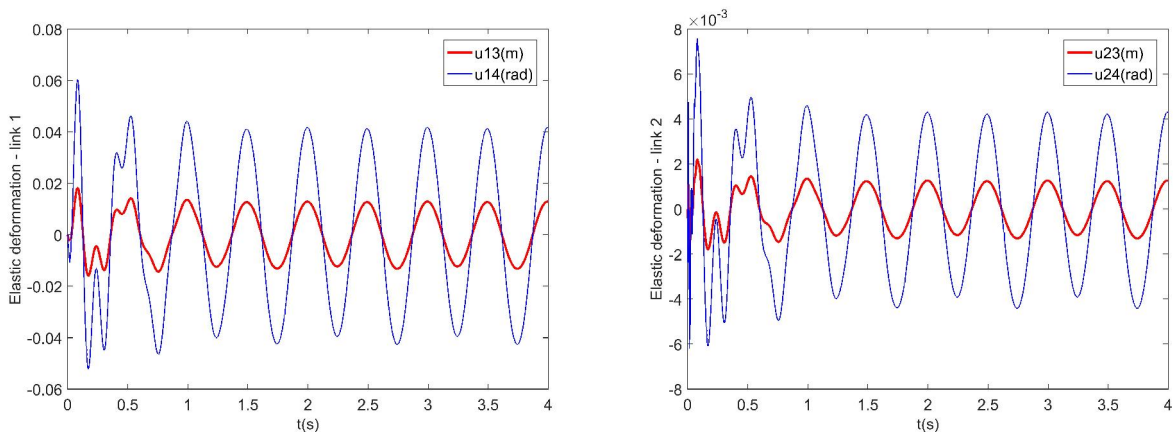 0.08
0.06
0.04
0.02
0
-0.02
-0.04
-0.06
Elastic defornmation - link 1
0 0.5 1 1.5 2 2.5 3 3.5 4
t(s)
u13(m)
u14(rad)
×10⁻³
8
6
4
2
0
-2
-4
-6
-8
Elastic deformation - link 2
0 0.5 1 1.5 2 2.5 3 3.5 4
t(s)
u23(m)
u24(rad)